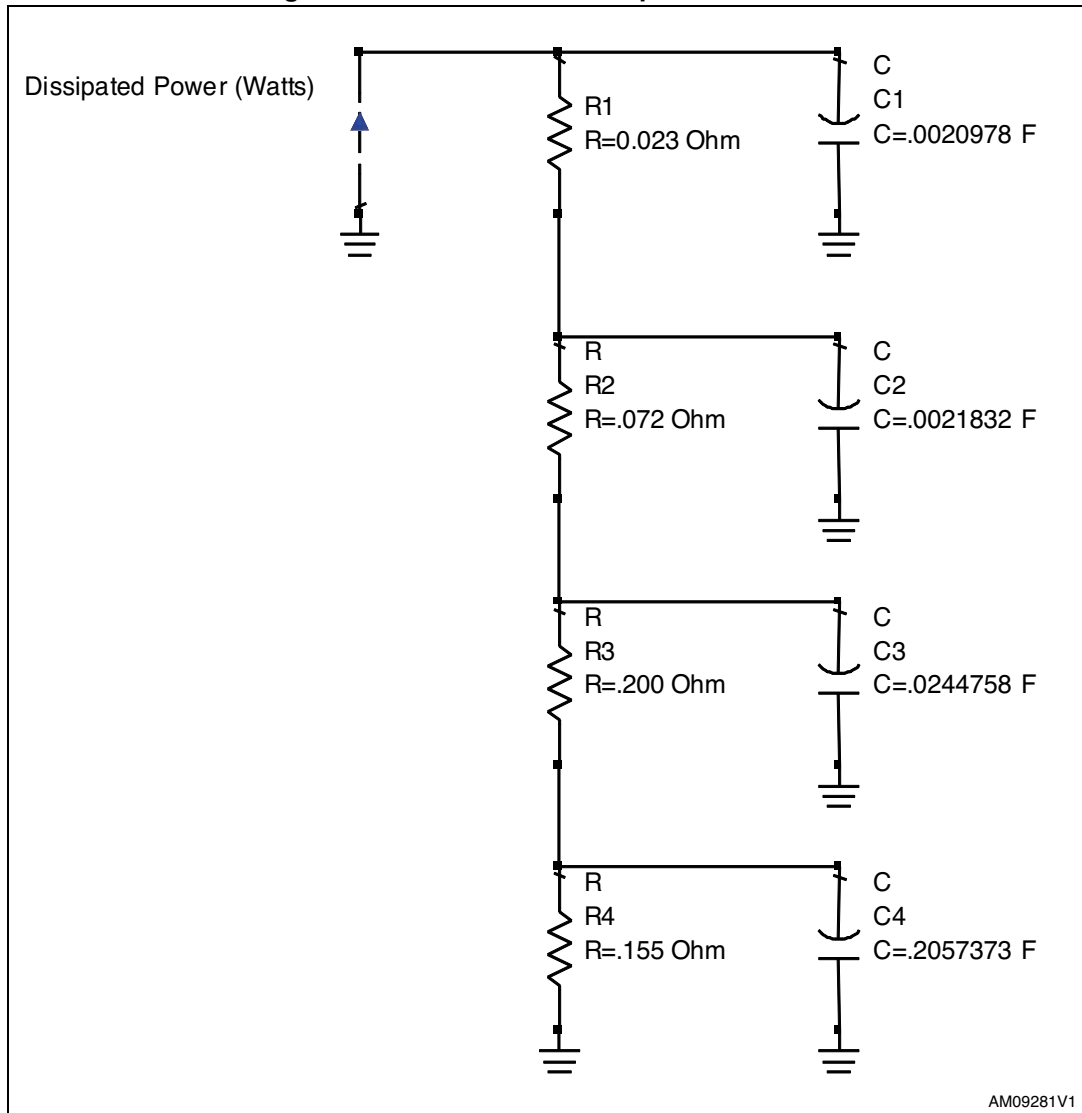 Dissipated Power (Watts)
R1
R=0.023 Ohm
C
C1
C=.0020978 F
R
R2
R=.072 Ohm
C
C2
C=.0021832 F
R
R3
R=.200 Ohm
C
C3
C=.0244758 F
R
R4
R=.155 Ohm
C
C4
C=.2057373 F
AM09281V1